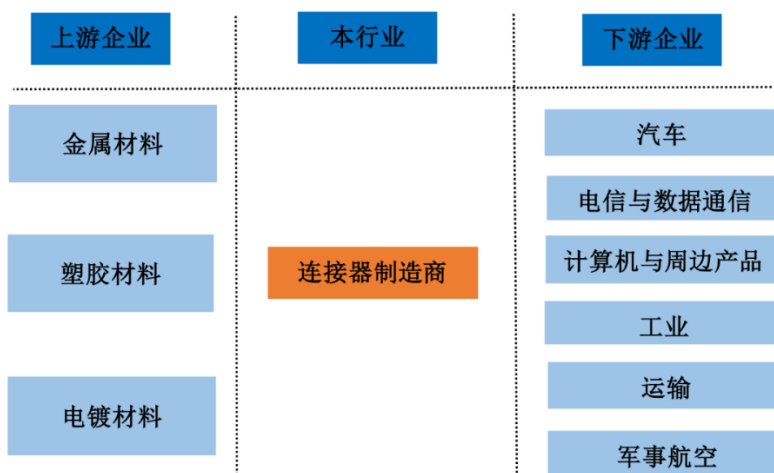 上游企业
本行业
下游企业
金属材料
塑胶材料
电镀材料
连接器制造商
汽车
电信与数据通信
计算机与周边产品
工业
运输
军事航空